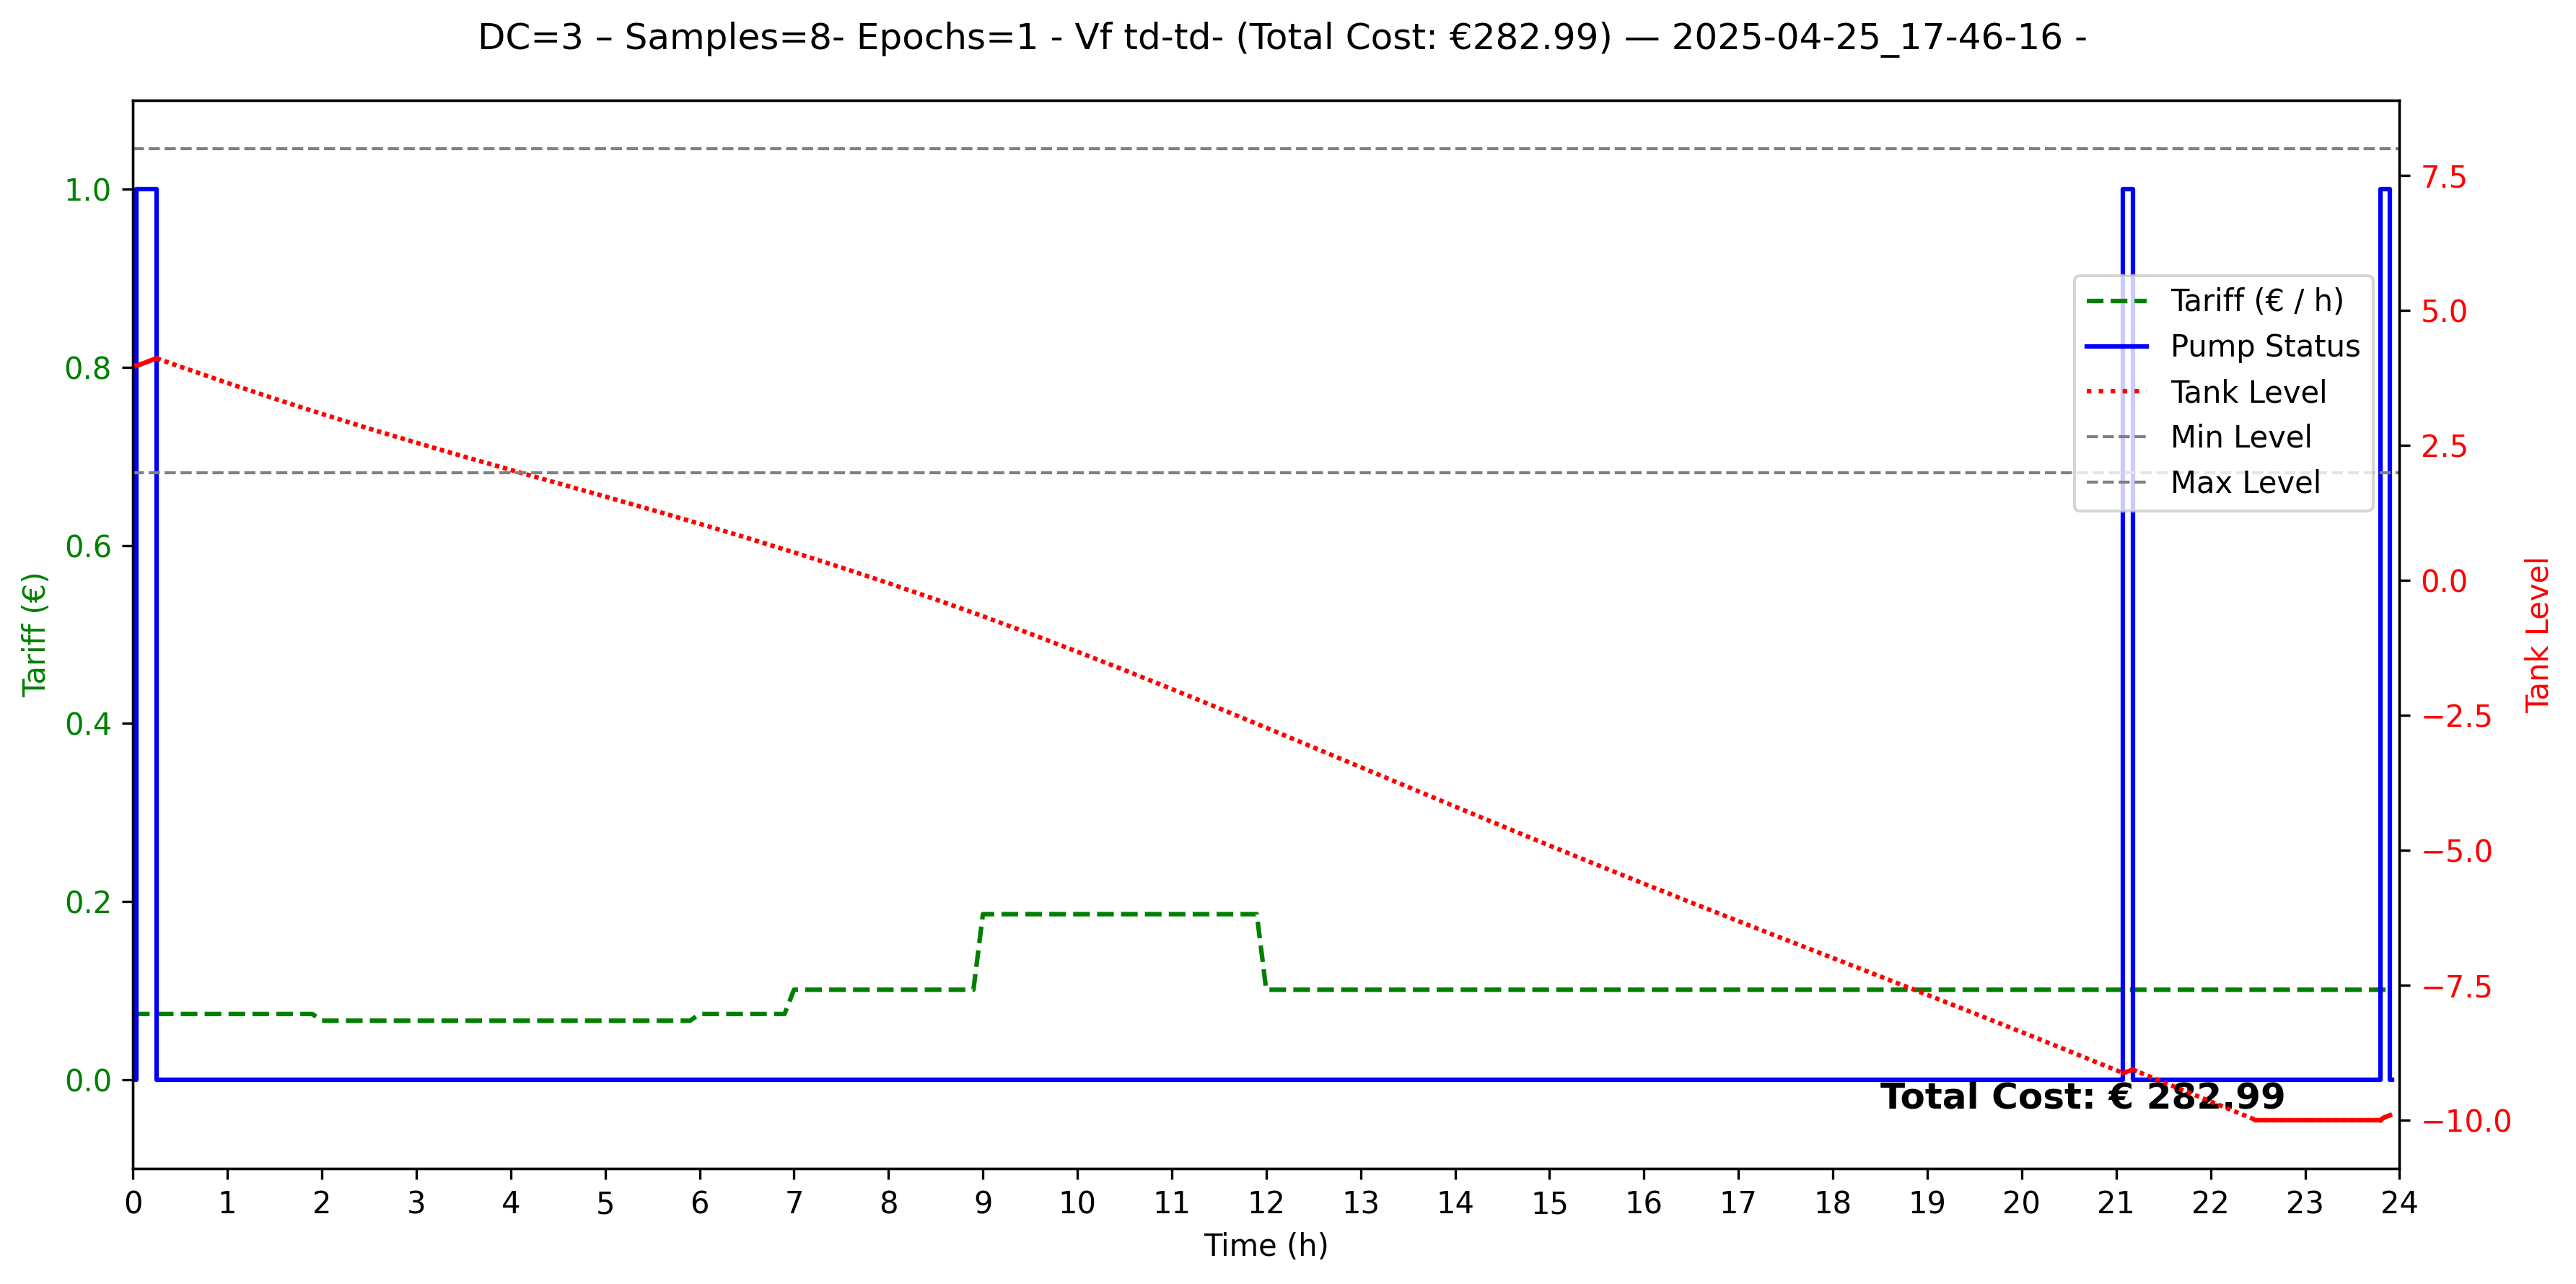 DC=3 – Samples=8- Epochs=1 - Vf td-td- (Total Cost: €282.99) — 2025-04-25_17-46-16 -
Tariff (€)
1.0
0.8
0.6
0.4
0.2
0.0
Tariff (€ / h)
Pump Status
Tank Level
Min Level
Max Level
Total Cost: € 282.99
7.5
5.0
2.5
0.0
−2.5
−5.0
−7.5
−10.0
Tank Level
0 1 2 3 4 5 6 7 8 9 10 11 12 13 14 15 16 17 18 19 20 21 22 23 24
Time (h)